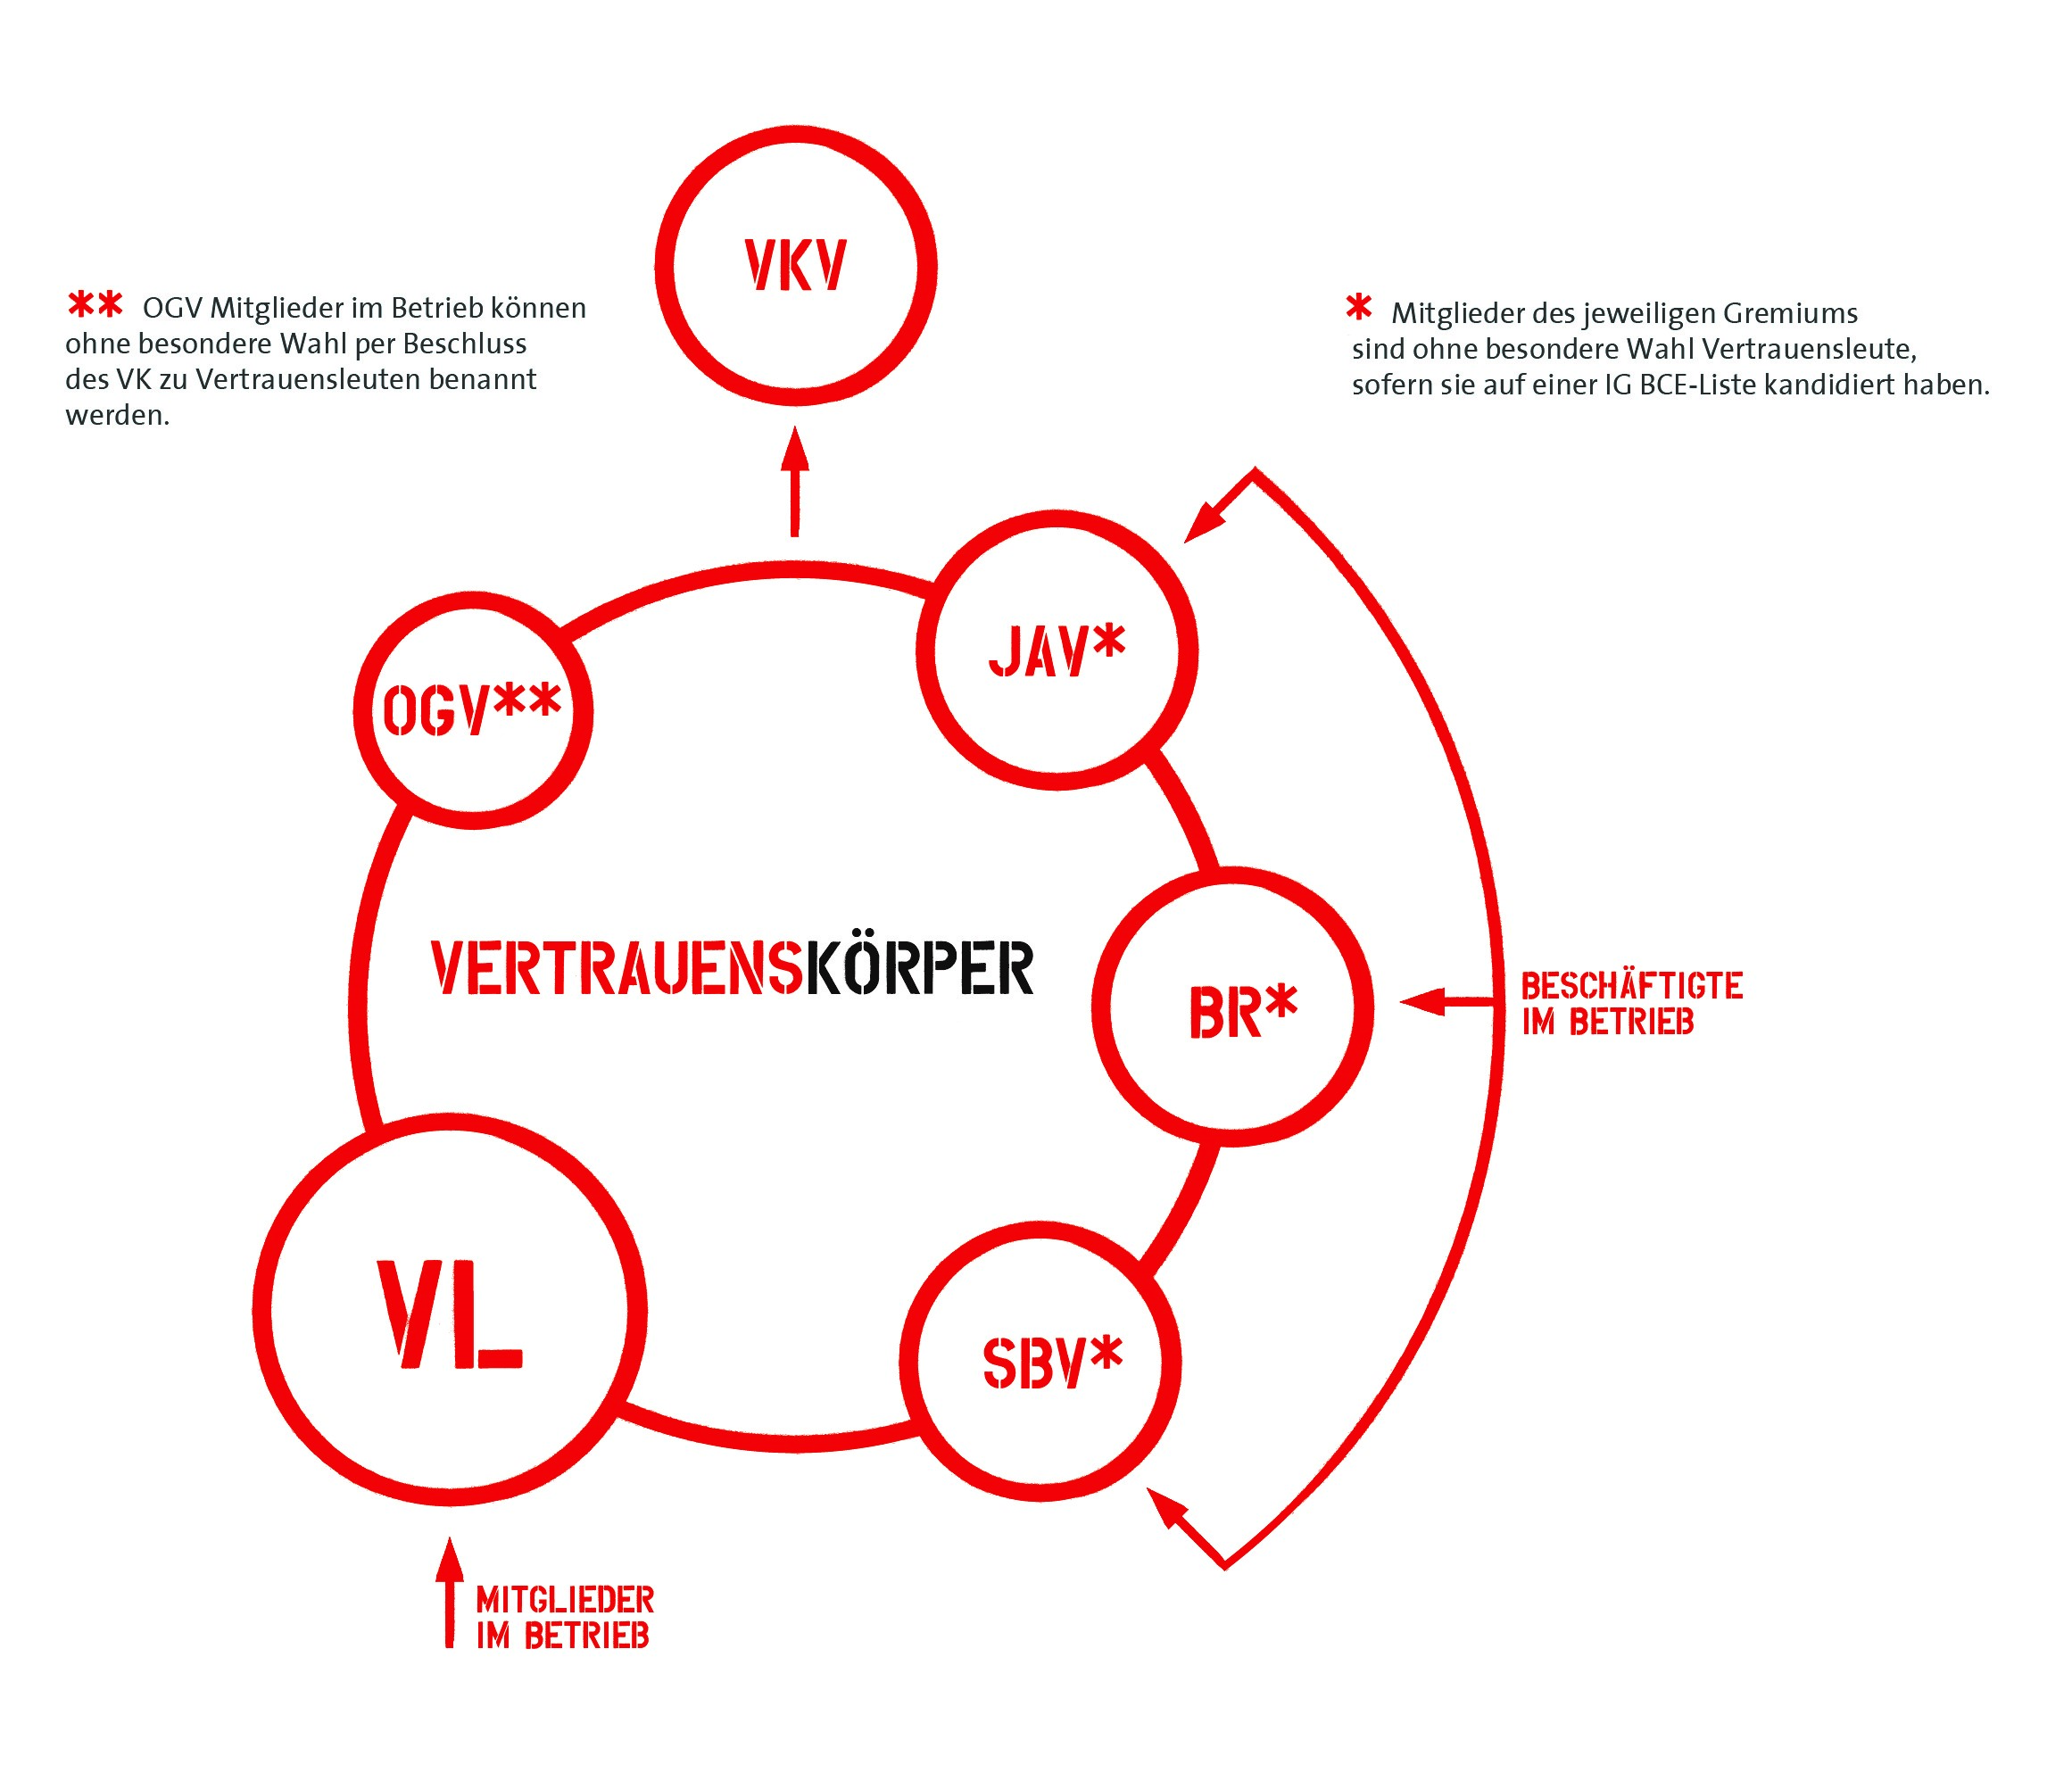 VKV
** OGV Mitglieder im Betrieb können
ohne besondere Wahl per Beschluss
des VK zu Vertrauensleuten benannt
werden.
* Mitglieder des jeweiligen Gremiums
sind ohne besondere Wahl Vertrauensleute,
sofern sie auf einer IG BCE-Liste kandidiert haben.
JAV*
OGV**
VERTRAUENSKÖRPER
BR*
BESCHÄFTIGTE
IM BETRIEB
VL
SBV*
MITGLIEDER
IM BETRIEB